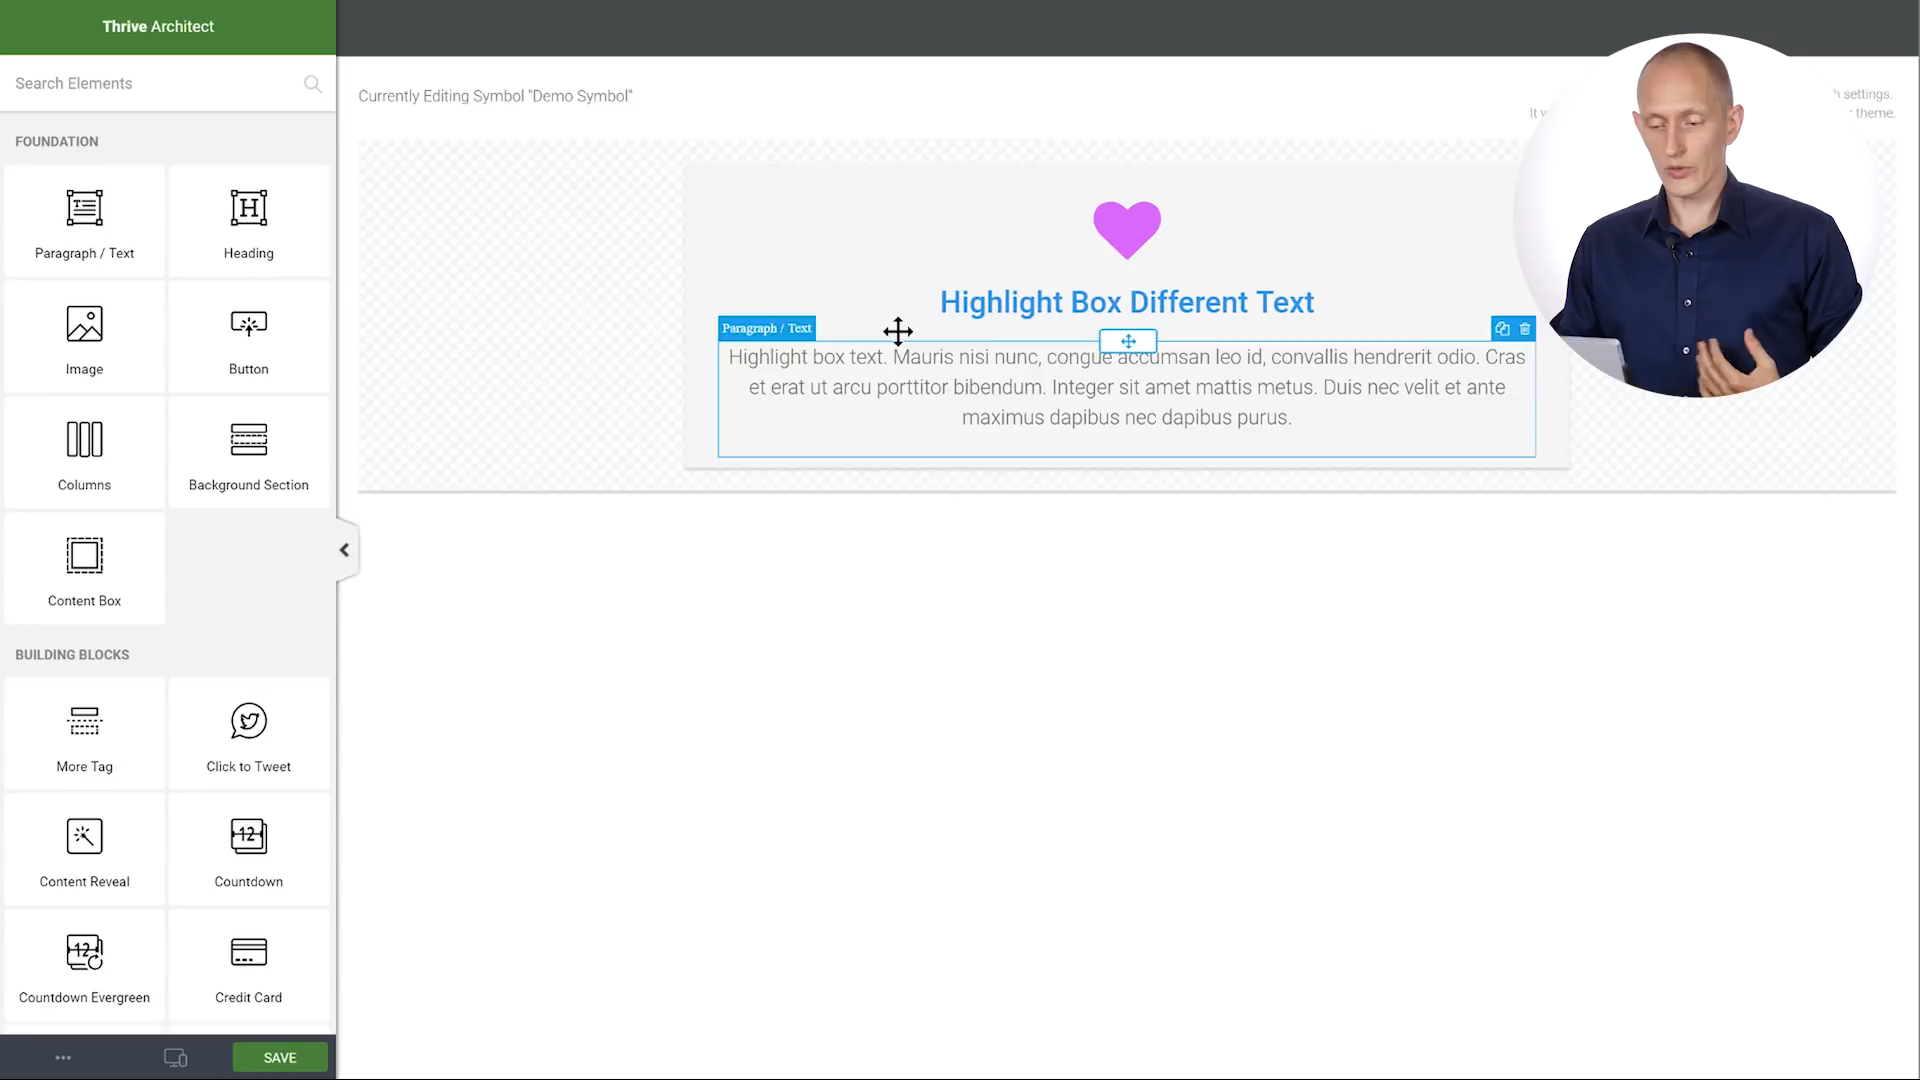 Thrive Architect
Search Elements
Currently Editing Symbol "Demo Symbol"
settings.
It
theme.
FOUNDATION
Paragraph / Text
Heading
Image
Button
Columns
Background Section
Content Box
BUILDING BLOCKS
More Tag
Click to Tweet
Content Reveal
12
Countdown
12
Countdown Evergreen
Credit Card
SAVE
Highlight Box Different Text
Paragraph / Text
Highlight box text. Mauris nisi nunc, congue accumsan leo id, convallis hendrerit odio. Cras
et erat ut arcu porttitor bibendum. Integer sit amet mattis metus. Duis nec velit et ante
maximus dapibus nec dapibus purus.